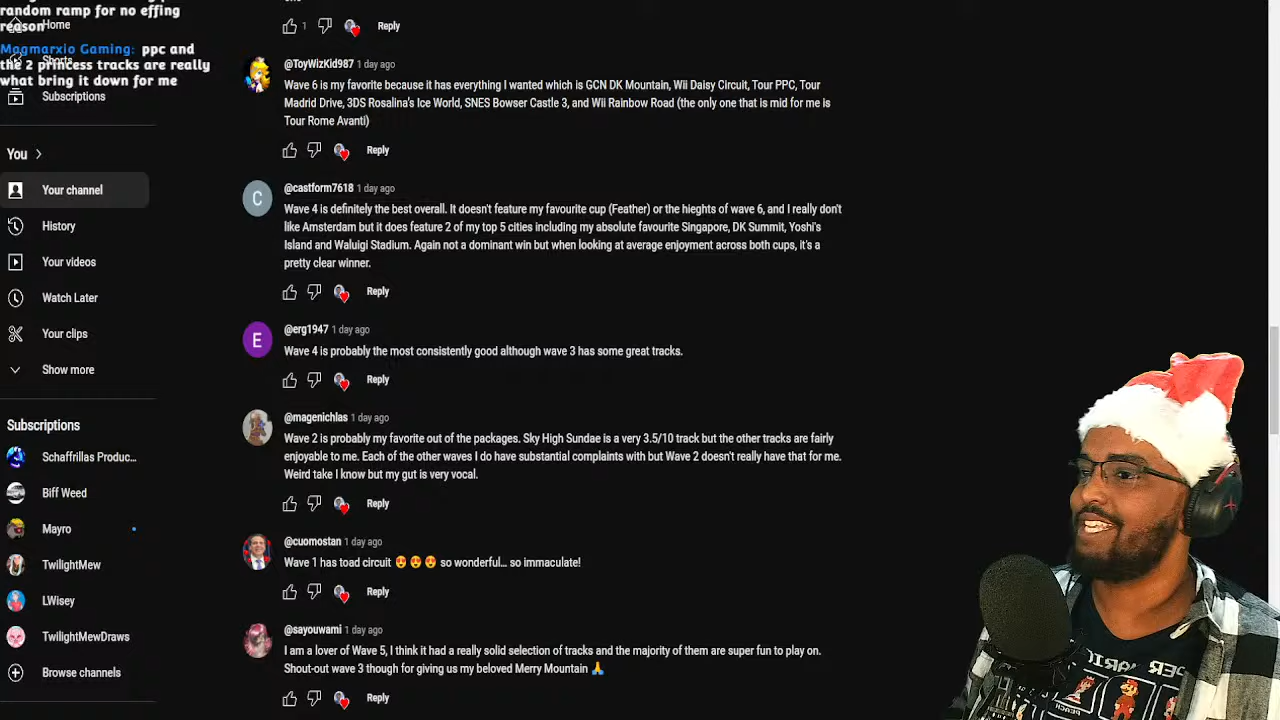 random ramp for no effing
reason
Magmarxio Gaming: ppc and
the 2 princess tracks are really
what bring it down for me
Home
Shorts
Subscriptions
You
Your channel
History
Your videos
Watch Later
Your clips
Show more
Subscriptions
Schaffrillas Produc...
Biff Weed
Mayro
TwilightMew
LWisey
TwilightMewDraws
Browse channels
1
Reply
@ToyWizKid987 1 day ago
Wave 6 is my favorite because it has everything I wanted which is GCN DK Mountain, Wii Daisy Circuit, Tour PPC, Tour
Madrid Drive, 3DS Rosalina's Ice World, SNES Bowser Castle 3, and Wii Rainbow Road (the only one that is mid for me is
Tour Rome Avanti)
Reply
C
@castform7618 1 day ago
Wave 4 is definitely the best overall. It doesn't feature my favourite cup (Feather) or the hieghts of wave 6, and I really don't
like Amsterdam but it does feature 2 of my top 5 cities including my absolute favourite Singapore, DK Summit, Yoshi's
Island and Waluigi Stadium. Again not a dominant win but when looking at average enjoyment across both cups, it's a
pretty clear winner.
Reply
E
@erg1947 1 day ago
Wave 4 is probably the most consistently good although wave 3 has some great tracks.
Reply
@magenichlas 1 day ago
Wave 2 is probably my favorite out of the packages. Sky High Sundae is a very 3.5/10 track but the other tracks are fairly
enjoyable to me. Each of the other waves I do have substantial complaints with but Wave 2 doesn't really have that for me.
Weird take I know but my gut is very vocal.
Reply
@cuomostan 1 day ago
Wave 1 has toad circuit 😍😍😍 so wonderful... so immaculate!
Reply
@sayouwami 1 day ago
I am a lover of Wave 5, I think it had a really solid selection of tracks and the majority of them are super fun to play on.
Shout-out wave 3 though for giving us my beloved Merry Mountain 🙏
Reply